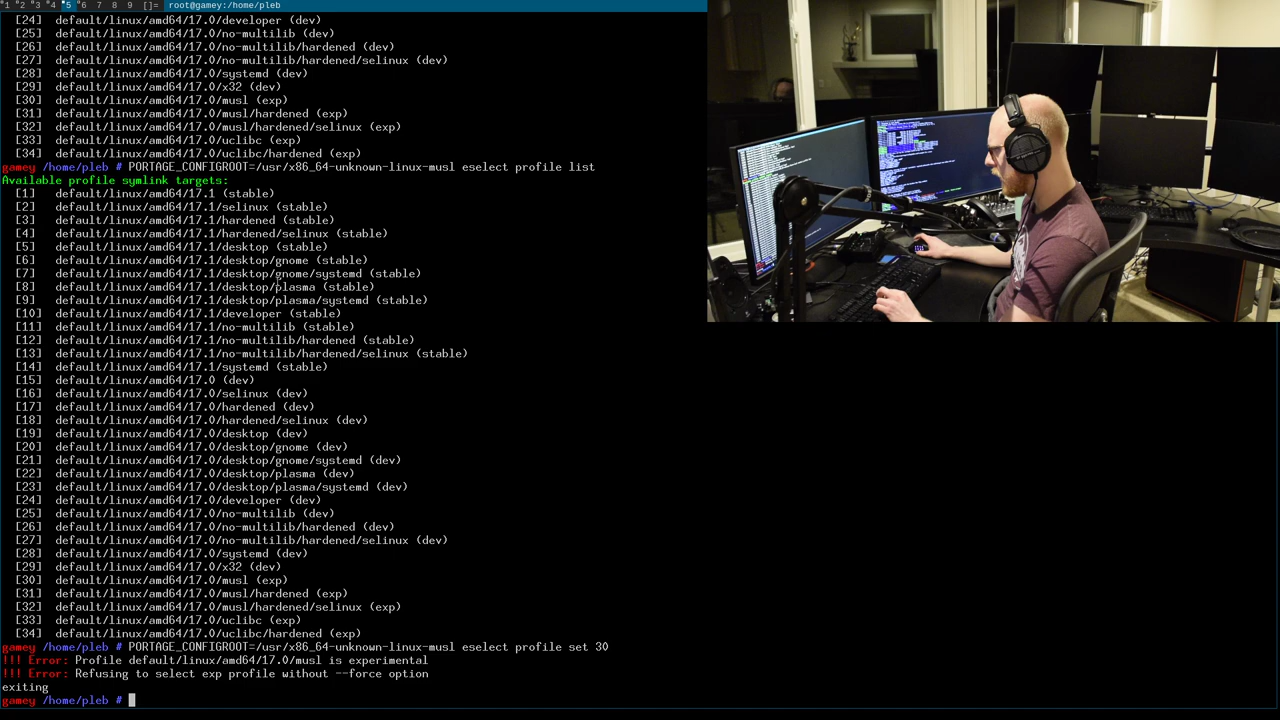 1 2 3 4 5 6 7 8 9 []= root@gamey:/home/pleb
[24] default/linux/amd64/17.0/developer (dev)
[25] default/linux/amd64/17.0/no-multilib (dev)
[26] default/linux/amd64/17.0/no-multilib/hardened (dev)
[27] default/linux/amd64/17.0/no-multilib/hardened/selinux (dev)
[28] default/linux/amd64/17.0/systemd (dev)
[29] default/linux/amd64/17.0/x32 (dev)
[30] default/linux/amd64/17.0/musl (exp)
[31] default/linux/amd64/17.0/musl/hardened (exp)
[32] default/linux/amd64/17.0/musl/hardened/selinux (exp)
[33] default/linux/amd64/17.0/uclibc (exp)
[34] default/linux/amd64/17.0/uclibc/hardened (exp)
gamey /home/pleb # PORTAGE_CONFIGROOT=/usr/x86_64-unknown-linux-musl eselect profile list
Available profile symlink targets:
[1] default/linux/amd64/17.1 (stable)
[2] default/linux/amd64/17.1/selinux (stable)
[3] default/linux/amd64/17.1/hardened (stable)
[4] default/linux/amd64/17.1/hardened/selinux (stable)
[5] default/linux/amd64/17.1/desktop (stable)
[6] default/linux/amd64/17.1/desktop/gnome (stable)
[7] default/linux/amd64/17.1/desktop/gnome/systemd (stable)
[8] default/linux/amd64/17.1/desktop/plasma (stable)
[9] default/linux/amd64/17.1/desktop/plasma/systemd (stable)
[10] default/linux/amd64/17.1/developer (stable)
[11] default/linux/amd64/17.1/no-multilib (stable)
[12] default/linux/amd64/17.1/no-multilib/hardened (stable)
[13] default/linux/amd64/17.1/no-multilib/hardened/selinux (stable)
[14] default/linux/amd64/17.1/systemd (stable)
[15] default/linux/amd64/17.0 (dev)
[16] default/linux/amd64/17.0/selinux (dev)
[17] default/linux/amd64/17.0/hardened (dev)
[18] default/linux/amd64/17.0/hardened/selinux (dev)
[19] default/linux/amd64/17.0/desktop (dev)
[20] default/linux/amd64/17.0/desktop/gnome (dev)
[21] default/linux/amd64/17.0/desktop/gnome/systemd (dev)
[22] default/linux/amd64/17.0/desktop/plasma (dev)
[23] default/linux/amd64/17.0/desktop/plasma/systemd (dev)
[24] default/linux/amd64/17.0/developer (dev)
[25] default/linux/amd64/17.0/no-multilib (dev)
[26] default/linux/amd64/17.0/no-multilib/hardened (dev)
[27] default/linux/amd64/17.0/no-multilib/hardened/selinux (dev)
[28] default/linux/amd64/17.0/systemd (dev)
[29] default/linux/amd64/17.0/x32 (dev)
[30] default/linux/amd64/17.0/musl (exp)
[31] default/linux/amd64/17.0/musl/hardened (exp)
[32] default/linux/amd64/17.0/musl/hardened/selinux (exp)
[33] default/linux/amd64/17.0/uclibc (exp)
[34] default/linux/amd64/17.0/uclibc/hardened (exp)
gamey /home/pleb # PORTAGE_CONFIGROOT=/usr/x86_64-unknown-linux-musl eselect profile set 30
!!! Error: Profile default/linux/amd64/17.0/musl is experimental
!!! Error: Refusing to select exp profile without --force option
exiting
gamey /home/pleb #